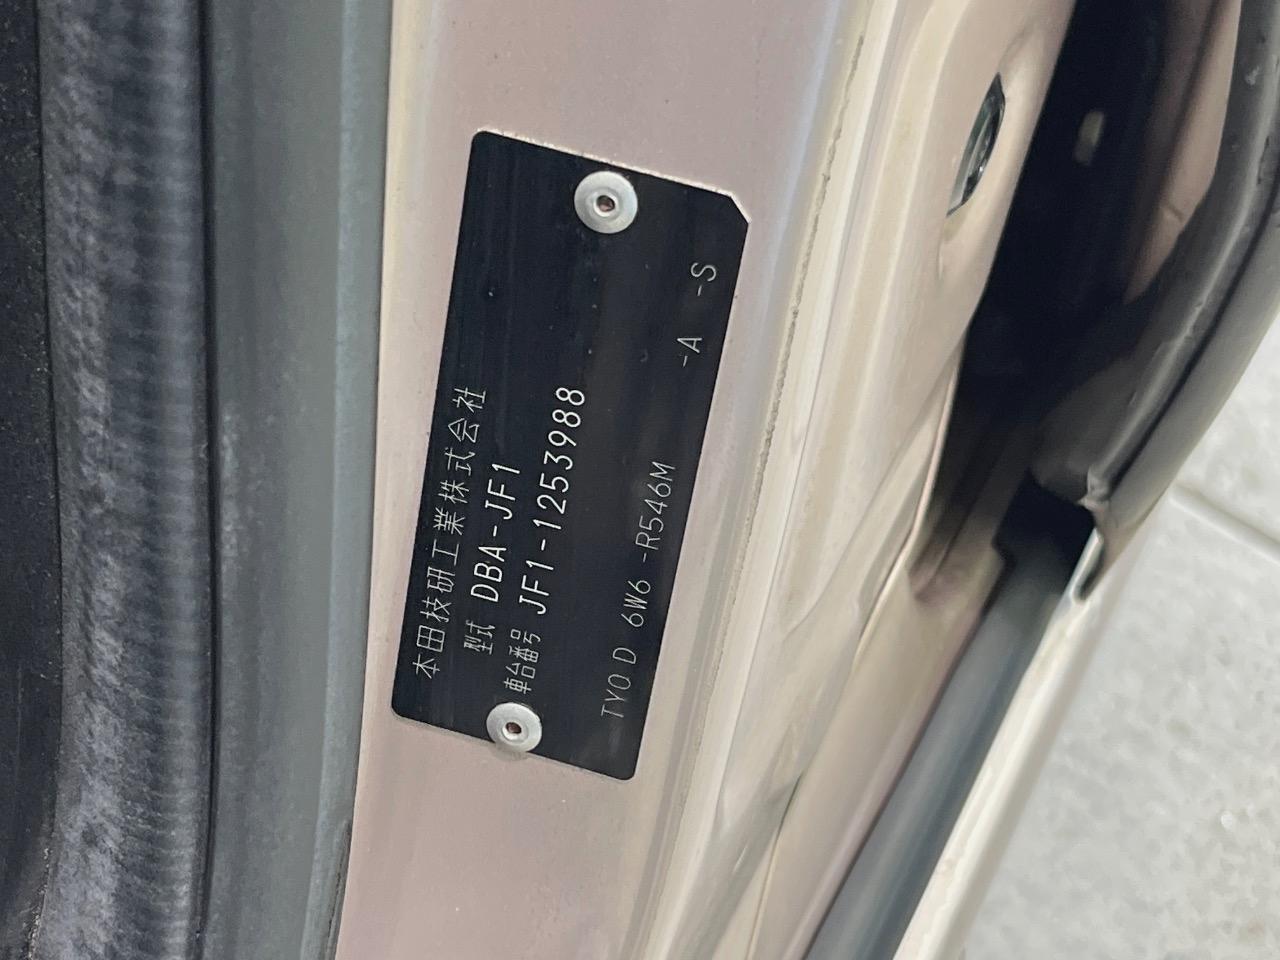 本田技研工業株式会社
型式 DBA-JF1
車台番号 JF1-1253988
TY0D 6W6 -R546M -A -S